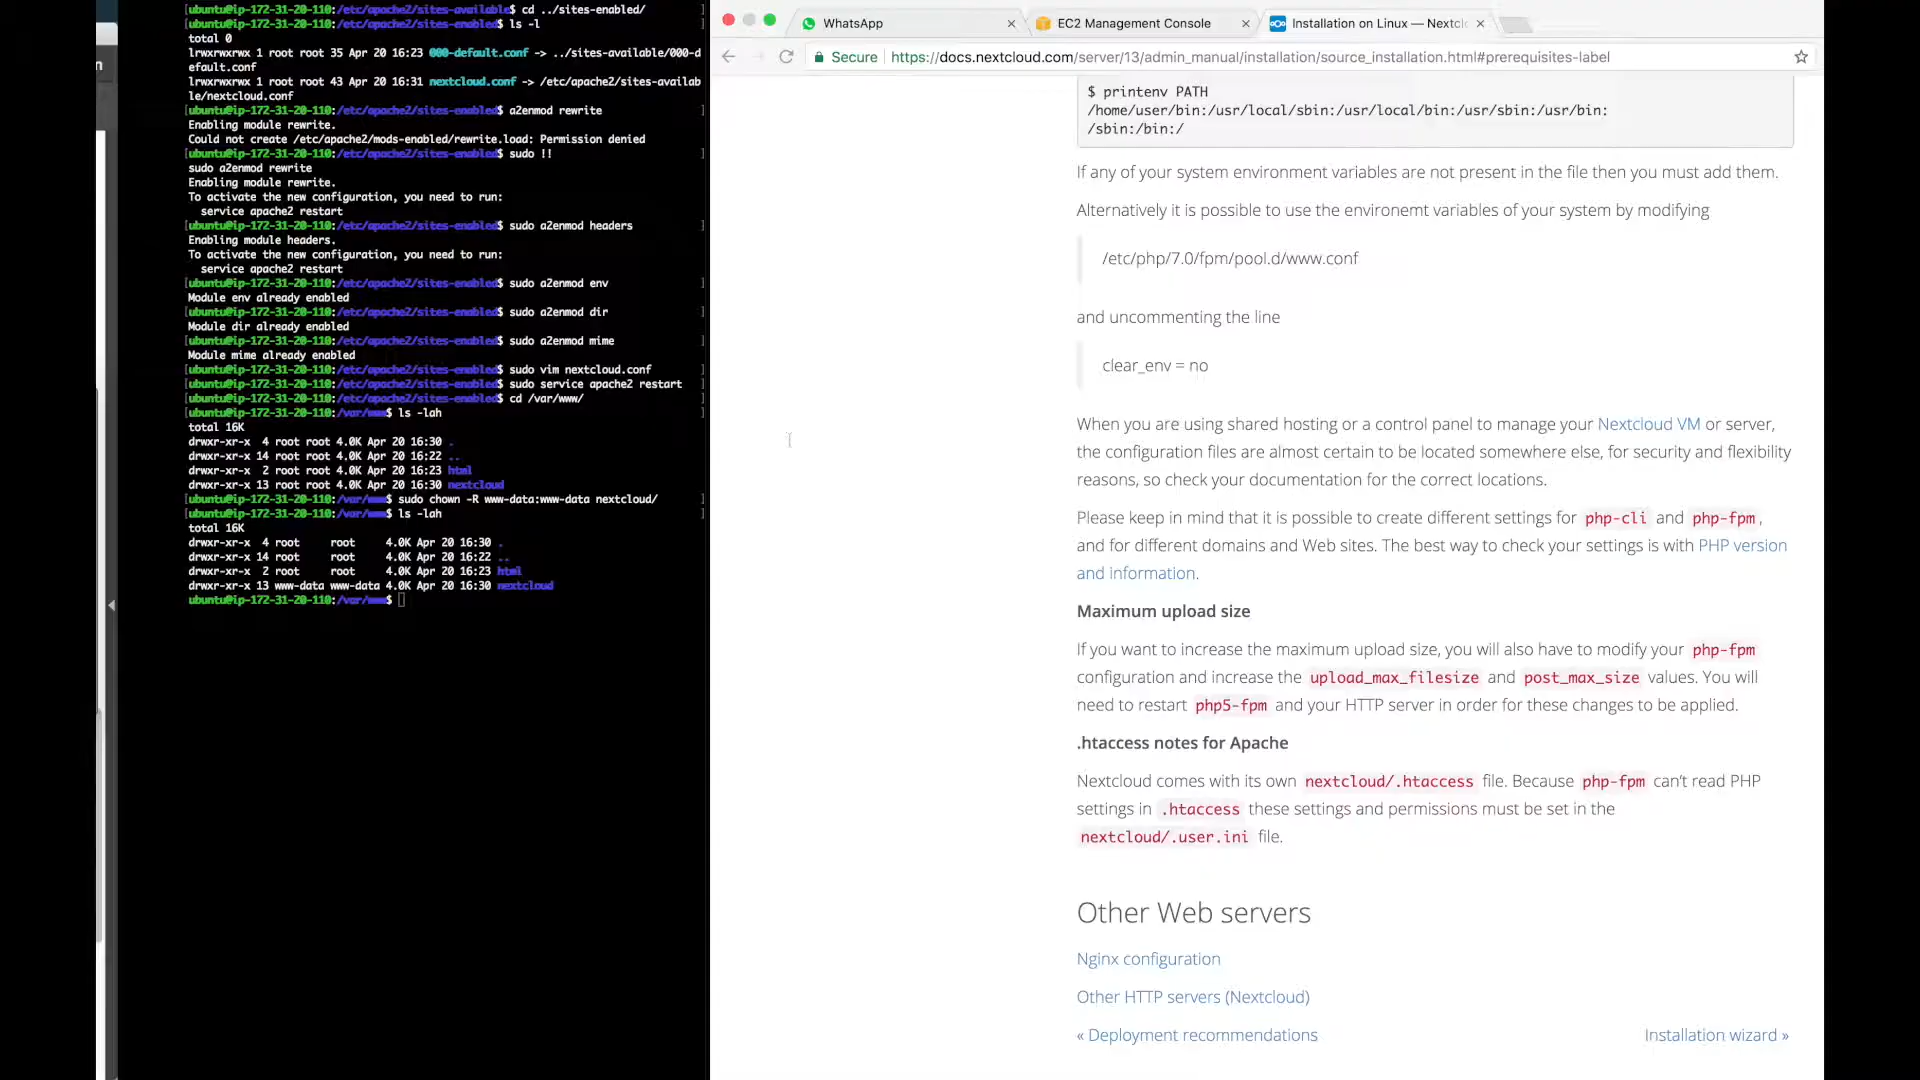 [ubuntu@ip-172-31-20-110:/etc/apache2/sites-available$ cd ../sites-enabled/ ]
[ubuntu@ip-172-31-20-110:/etc/apache2/sites-enabled$ ls -l ]
total 0
lrwxrwxrwx 1 root root 35 Apr 20 16:23 000-default.conf -> ../sites-available/000-d
efault.conf
lrwxrwxrwx 1 root root 43 Apr 20 16:31 nextcloud.conf -> /etc/apache2/sites-availab
le/nextcloud.conf
[ubuntu@ip-172-31-20-110:/etc/apache2/sites-enabled$ a2enmod rewrite ]
Enabling module rewrite.
Could not create /etc/apache2/mods-enabled/rewrite.load: Permission denied
[ubuntu@ip-172-31-20-110:/etc/apache2/sites-enabled$ sudo !! ]
sudo a2enmod rewrite
Enabling module rewrite.
To activate the new configuration, you need to run:
service apache2 restart
[ubuntu@ip-172-31-20-110:/etc/apache2/sites-enabled$ sudo a2enmod headers ]
Enabling module headers.
To activate the new configuration, you need to run:
service apache2 restart
[ubuntu@ip-172-31-20-110:/etc/apache2/sites-enabled$ sudo a2enmod env ]
Module env already enabled
[ubuntu@ip-172-31-20-110:/etc/apache2/sites-enabled$ sudo a2enmod dir ]
Module dir already enabled
[ubuntu@ip-172-31-20-110:/etc/apache2/sites-enabled$ sudo a2enmod mime ]
Module mime already enabled
[ubuntu@ip-172-31-20-110:/etc/apache2/sites-enabled$ sudo vim nextcloud.conf ]
[ubuntu@ip-172-31-20-110:/etc/apache2/sites-enabled$ sudo service apache2 restart ]
[ubuntu@ip-172-31-20-110:/etc/apache2/sites-enabled$ cd /var/www/ ]
[ubuntu@ip-172-31-20-110:/var/www$ ls -lah ]
total 16K
drwxr-xr-x 4 root root 4.0K Apr 20 16:30 .
drwxr-xr-x 14 root root 4.0K Apr 20 16:22 ..
drwxr-xr-x 2 root root 4.0K Apr 20 16:23 html
drwxr-xr-x 13 root root 4.0K Apr 20 16:30 nextcloud
[ubuntu@ip-172-31-20-110:/var/www$ sudo chown -R www-data:www-data nextcloud/ ]
[ubuntu@ip-172-31-20-110:/var/www$ ls -lah ]
total 16K
drwxr-xr-x 4 root root 4.0K Apr 20 16:30 .
drwxr-xr-x 14 root root 4.0K Apr 20 16:22 ..
drwxr-xr-x 2 root root 4.0K Apr 20 16:23 html
drwxr-xr-x 13 www-data www-data 4.0K Apr 20 16:30 nextcloud
ubuntu@ip-172-31-20-110:/var/www$
n
WhatsApp
EC2 Management Console
Installation on Linux — Nextcl
Secure https://docs.nextcloud.com/server/13/admin_manual/installation/source_installation.html#prerequisites-label
$ printenv PATH
/home/user/bin:/usr/local/sbin:/usr/local/bin:/usr/sbin:/usr/bin:
/sbin:/bin:/
If any of your system environment variables are not present in the file then you must add them.
Alternatively it is possible to use the environemt variables of your system by modifying
/etc/php/7.0/fpm/pool.d/www.conf
and uncommenting the line
clear_env = no
When you are using shared hosting or a control panel to manage your Nextcloud VM or server,
the configuration files are almost certain to be located somewhere else, for security and flexibility
reasons, so check your documentation for the correct locations.
Please keep in mind that it is possible to create different settings for php-cli and php-fpm ,
and for different domains and Web sites. The best way to check your settings is with PHP version
and information.
Maximum upload size
If you want to increase the maximum upload size, you will also have to modify your php-fpm
configuration and increase the upload_max_filesize and post_max_size values. You will
need to restart php5-fpm and your HTTP server in order for these changes to be applied.
.htaccess notes for Apache
Nextcloud comes with its own nextcloud/.htaccess file. Because php-fpm can't read PHP
settings in .htaccess these settings and permissions must be set in the
nextcloud/.user.ini file.
Other Web servers
Nginx configuration
Other HTTP servers (Nextcloud)
« Deployment recommendations
Installation wizard »